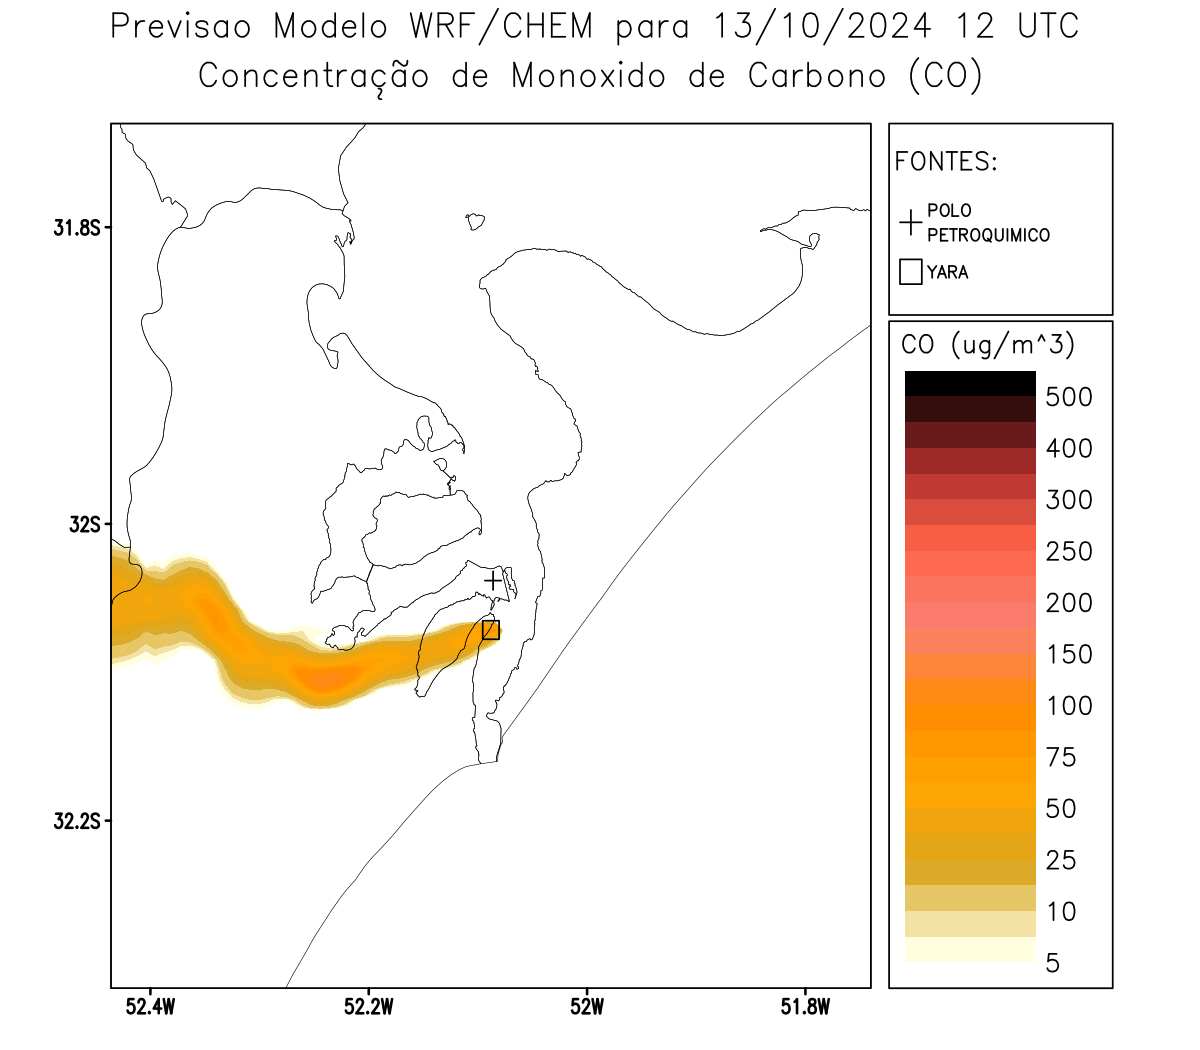 Previsao Modelo WRF/CHEM para 13/10/2024 12 UTC
Concentração de Monoxido de Carbono (CO)
FONTES:
POLO
PETROQUIMICO
YARA
CO (ug/m^3)
500
400
300
250
200
150
100
75
50
25
10
5
31.8S
32S
32.2S
52.4W
52.2W
52W
51.8W